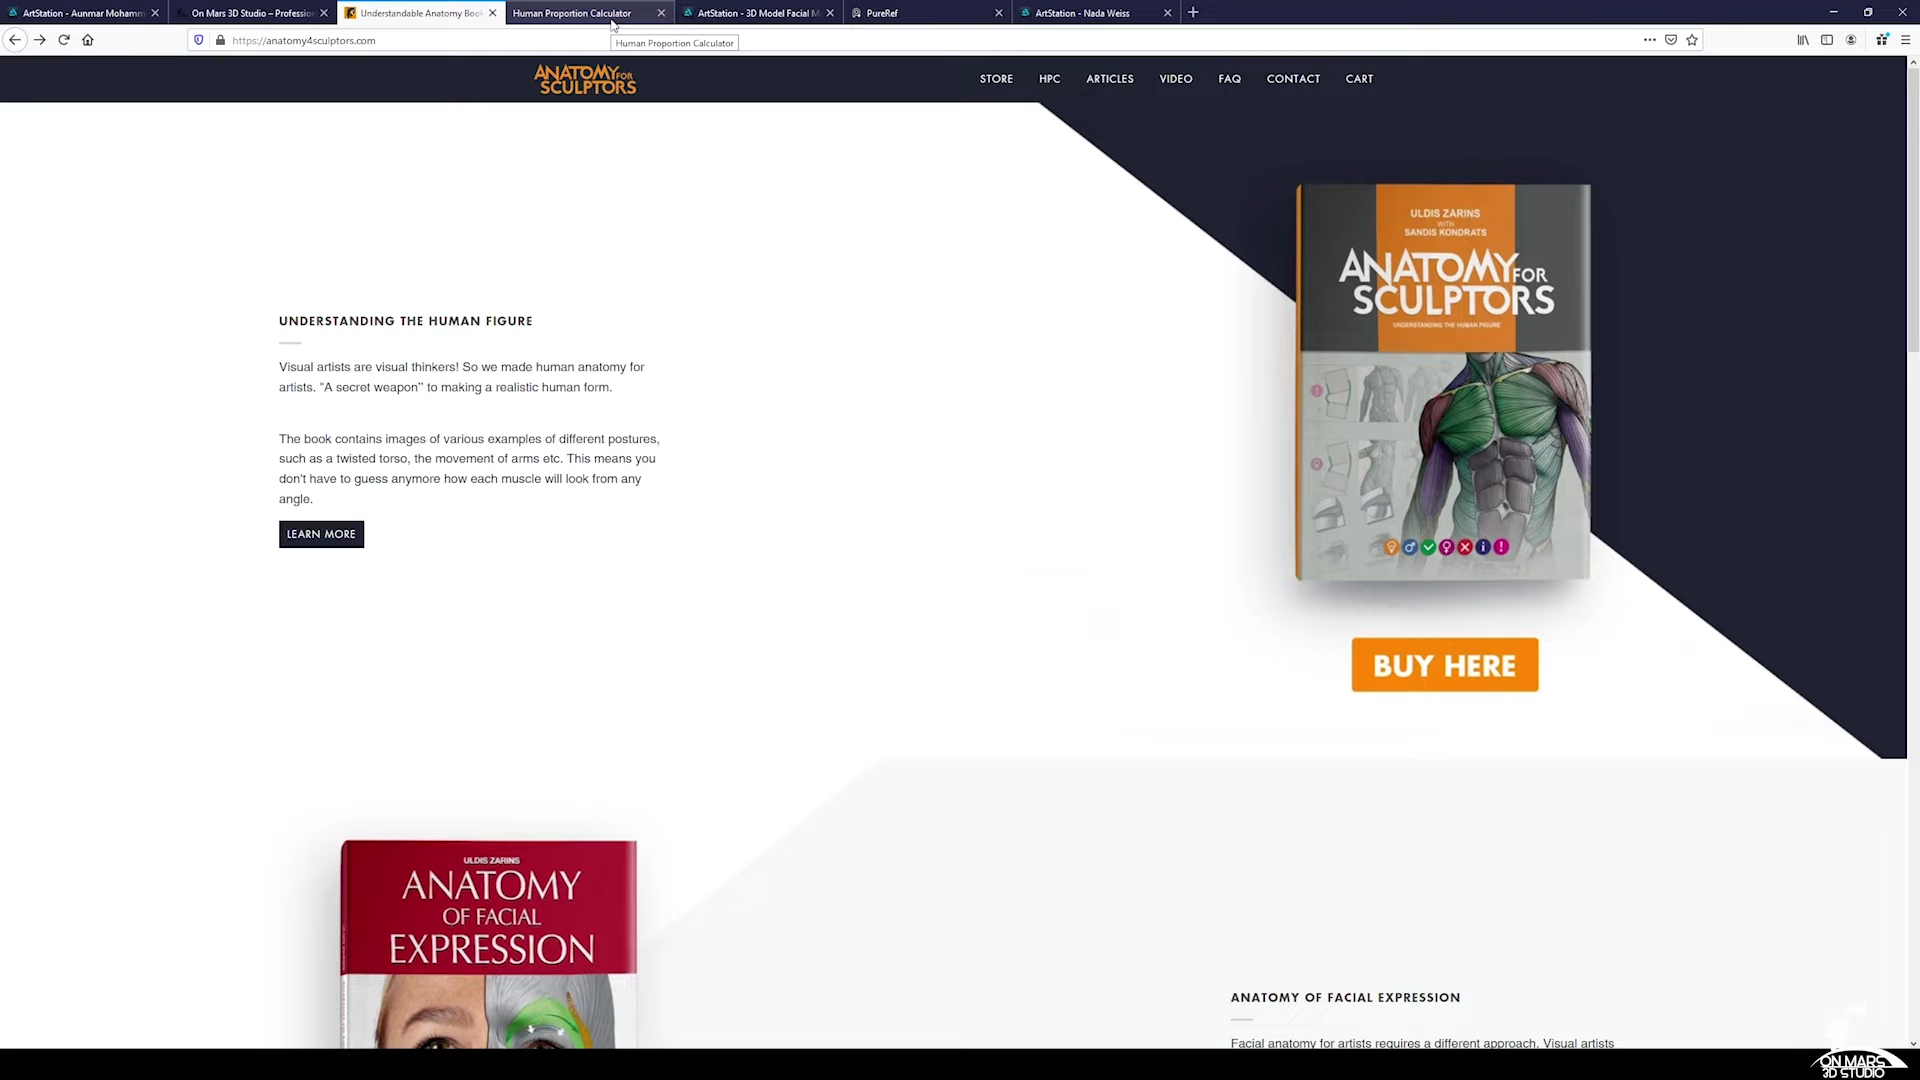 ArtStation - Aunmar Mohamm
On Mars 3D Studio – Profession
Understandable Anatomy Book
Human Proportion Calculator
ArtStation - 3D Model Facial M
PureRef
ArtStation - Nada Weiss
https://anatomy4sculptors.com
Human Proportion Calculator
ANATOMY FOR
SCULPTORS
STORE
HPC
ARTICLES
VIDEO
FAQ
CONTACT
CART
ULDIS ZARINS
WITH
SANDIS KONDRATS
ANATOMY FOR
SCULPTORS
UNDERSTANDING THE HUMAN FIGURE
UNDERSTANDING THE HUMAN FIGURE
Visual artists are visual thinkers! So we made human anatomy for
artists. “A secret weapon’’ to making a realistic human form.
The book contains images of various examples of different postures,
such as a twisted torso, the movement of arms etc. This means you
don't have to guess anymore how each muscle will look from any
angle.
LEARN MORE
BUY HERE
ULDIS ZARINS
ANATOMY
OF FACIAL
EXPRESSION
ANATOMY OF FACIAL EXPRESSION
Facial anatomy for artists requires a different approach. Visual artists
ON MARS
3D STUDIO